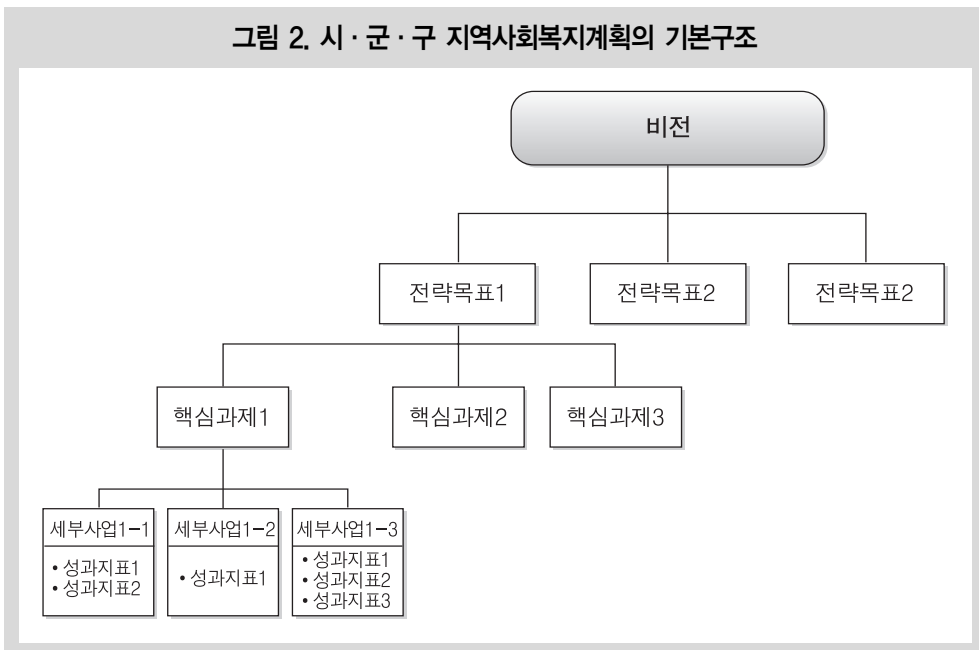 그림 2. 시·군·구 지역사회복지계획의 기본구조
비전
전략목표1
전략목표2
전략목표2
핵심과제1
핵심과제2
핵심과제3
세부사업1-1
• 성과지표1
• 성과지표2
세부사업1-2
• 성과지표1
세부사업1-3
• 성과지표1
• 성과지표2
• 성과지표3